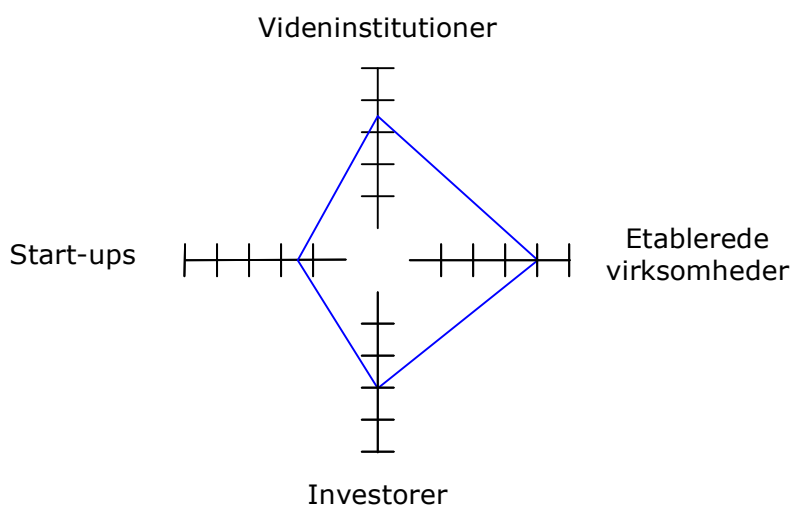 Videninstitutioner
Start-ups
Etablerede
virksomheder
Investorer